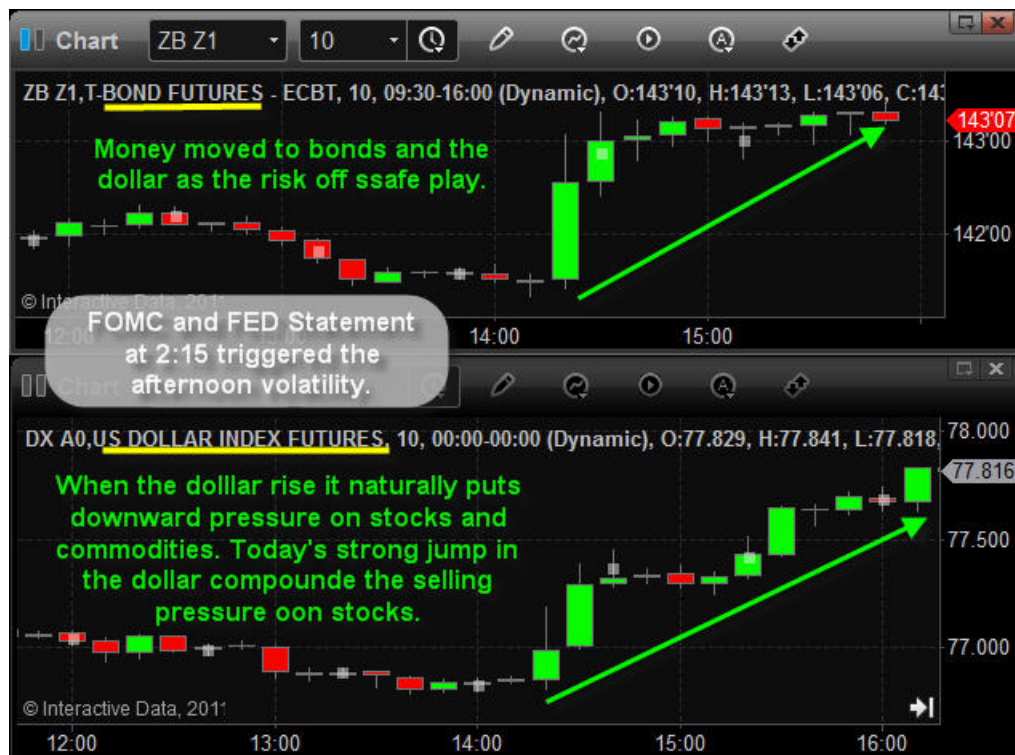 Chart ZB Z1 10
ZB Z1,T-BOND FUTURES - ECBT, 10, 09:30-16:00 (Dynamic), O:143'10, H:143'13, L:143'06, C:143
Money moved to bonds and the
dollar as the risk off ssafe play.
143'07
143'00
142'00
© Interactive Data, 2011
12:00 14:00 15:00
FOMC and FED Statement
at 2:15 triggered the
afternoon volatility.
Chart
DX A0,US DOLLAR INDEX FUTURES, 10, 00:00-00:00 (Dynamic), O:77.829, H:77.841, L:77.818,
78.000
77.816
When the dolllar rise it naturally puts
downward pressure on stocks and
commodities. Today's strong jump in
the dollar compounde the selling
pressure oon stocks.
77.500
77.000
© Interactive Data, 2011
12:00 13:00 14:00 15:00 16:00